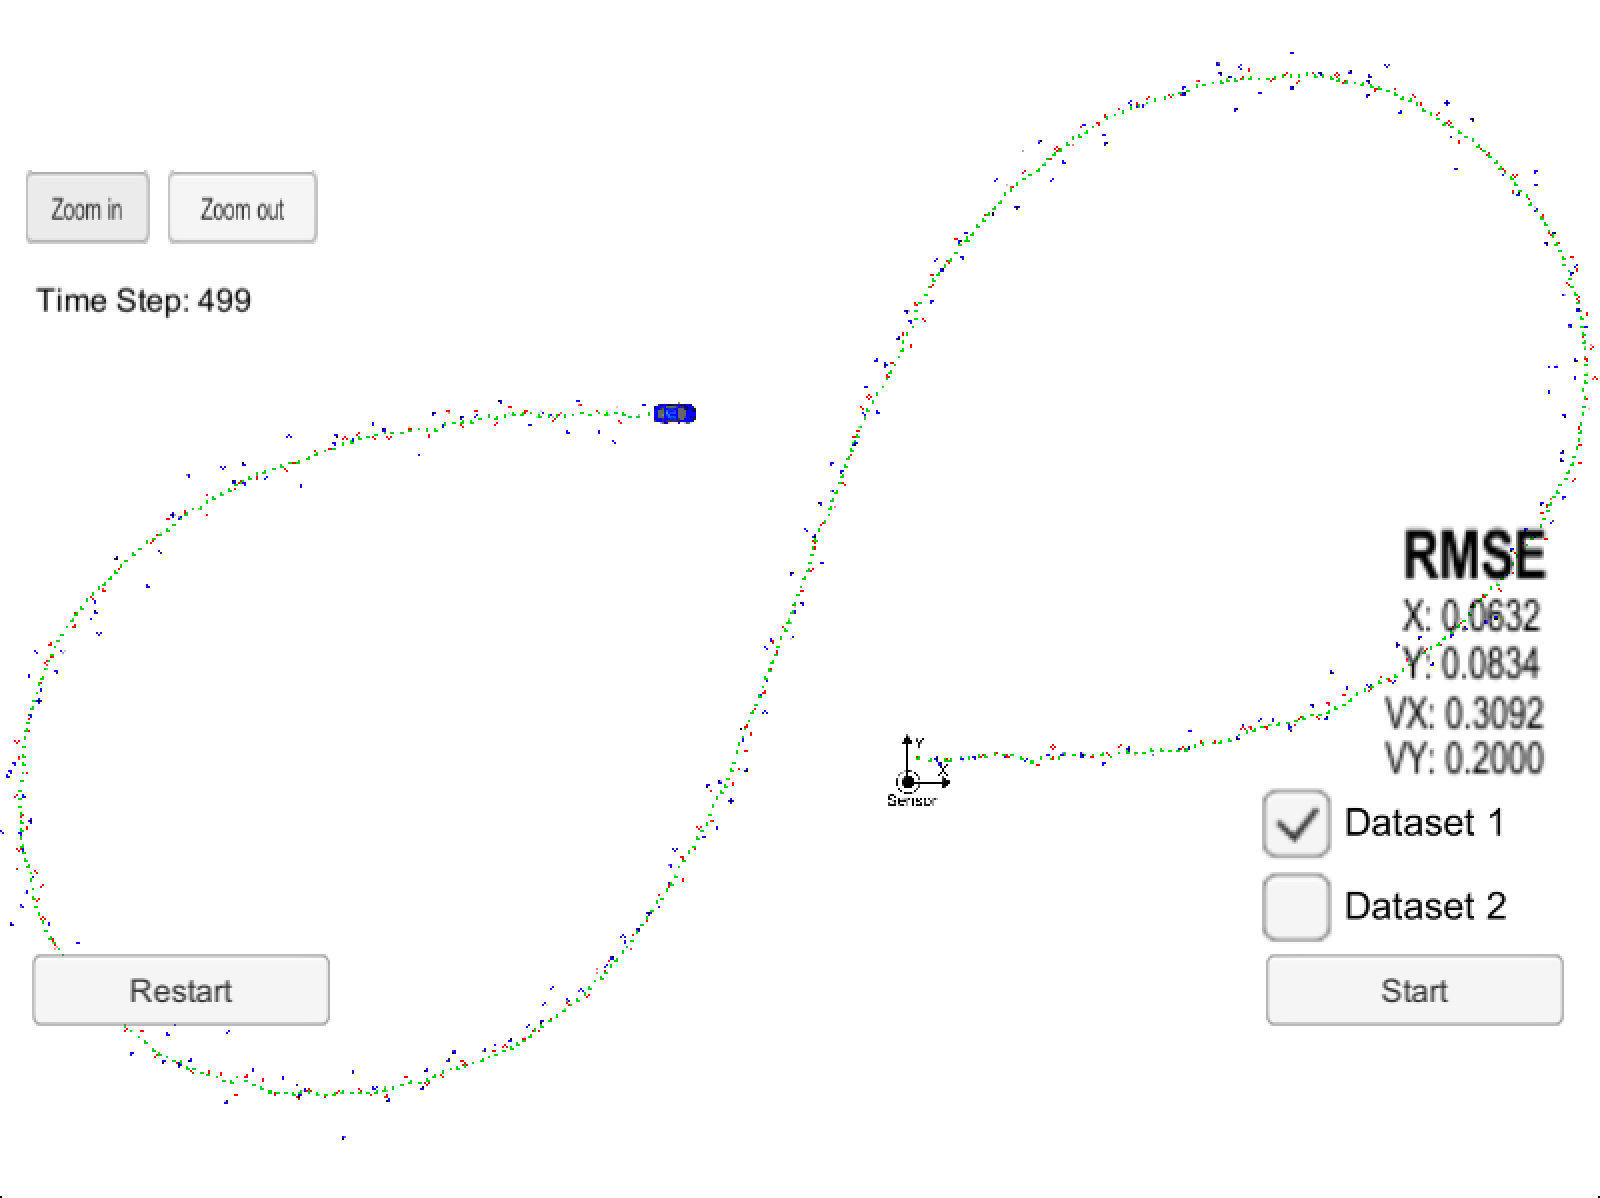 Zoom in
Zoom out
Time Step: 499
RMSE
X: 0.0632
Y: 0.0834
VX: 0.3092
VY: 0.2000
Y
X
Sensor
Dataset 1
Dataset 2
Restart
Start